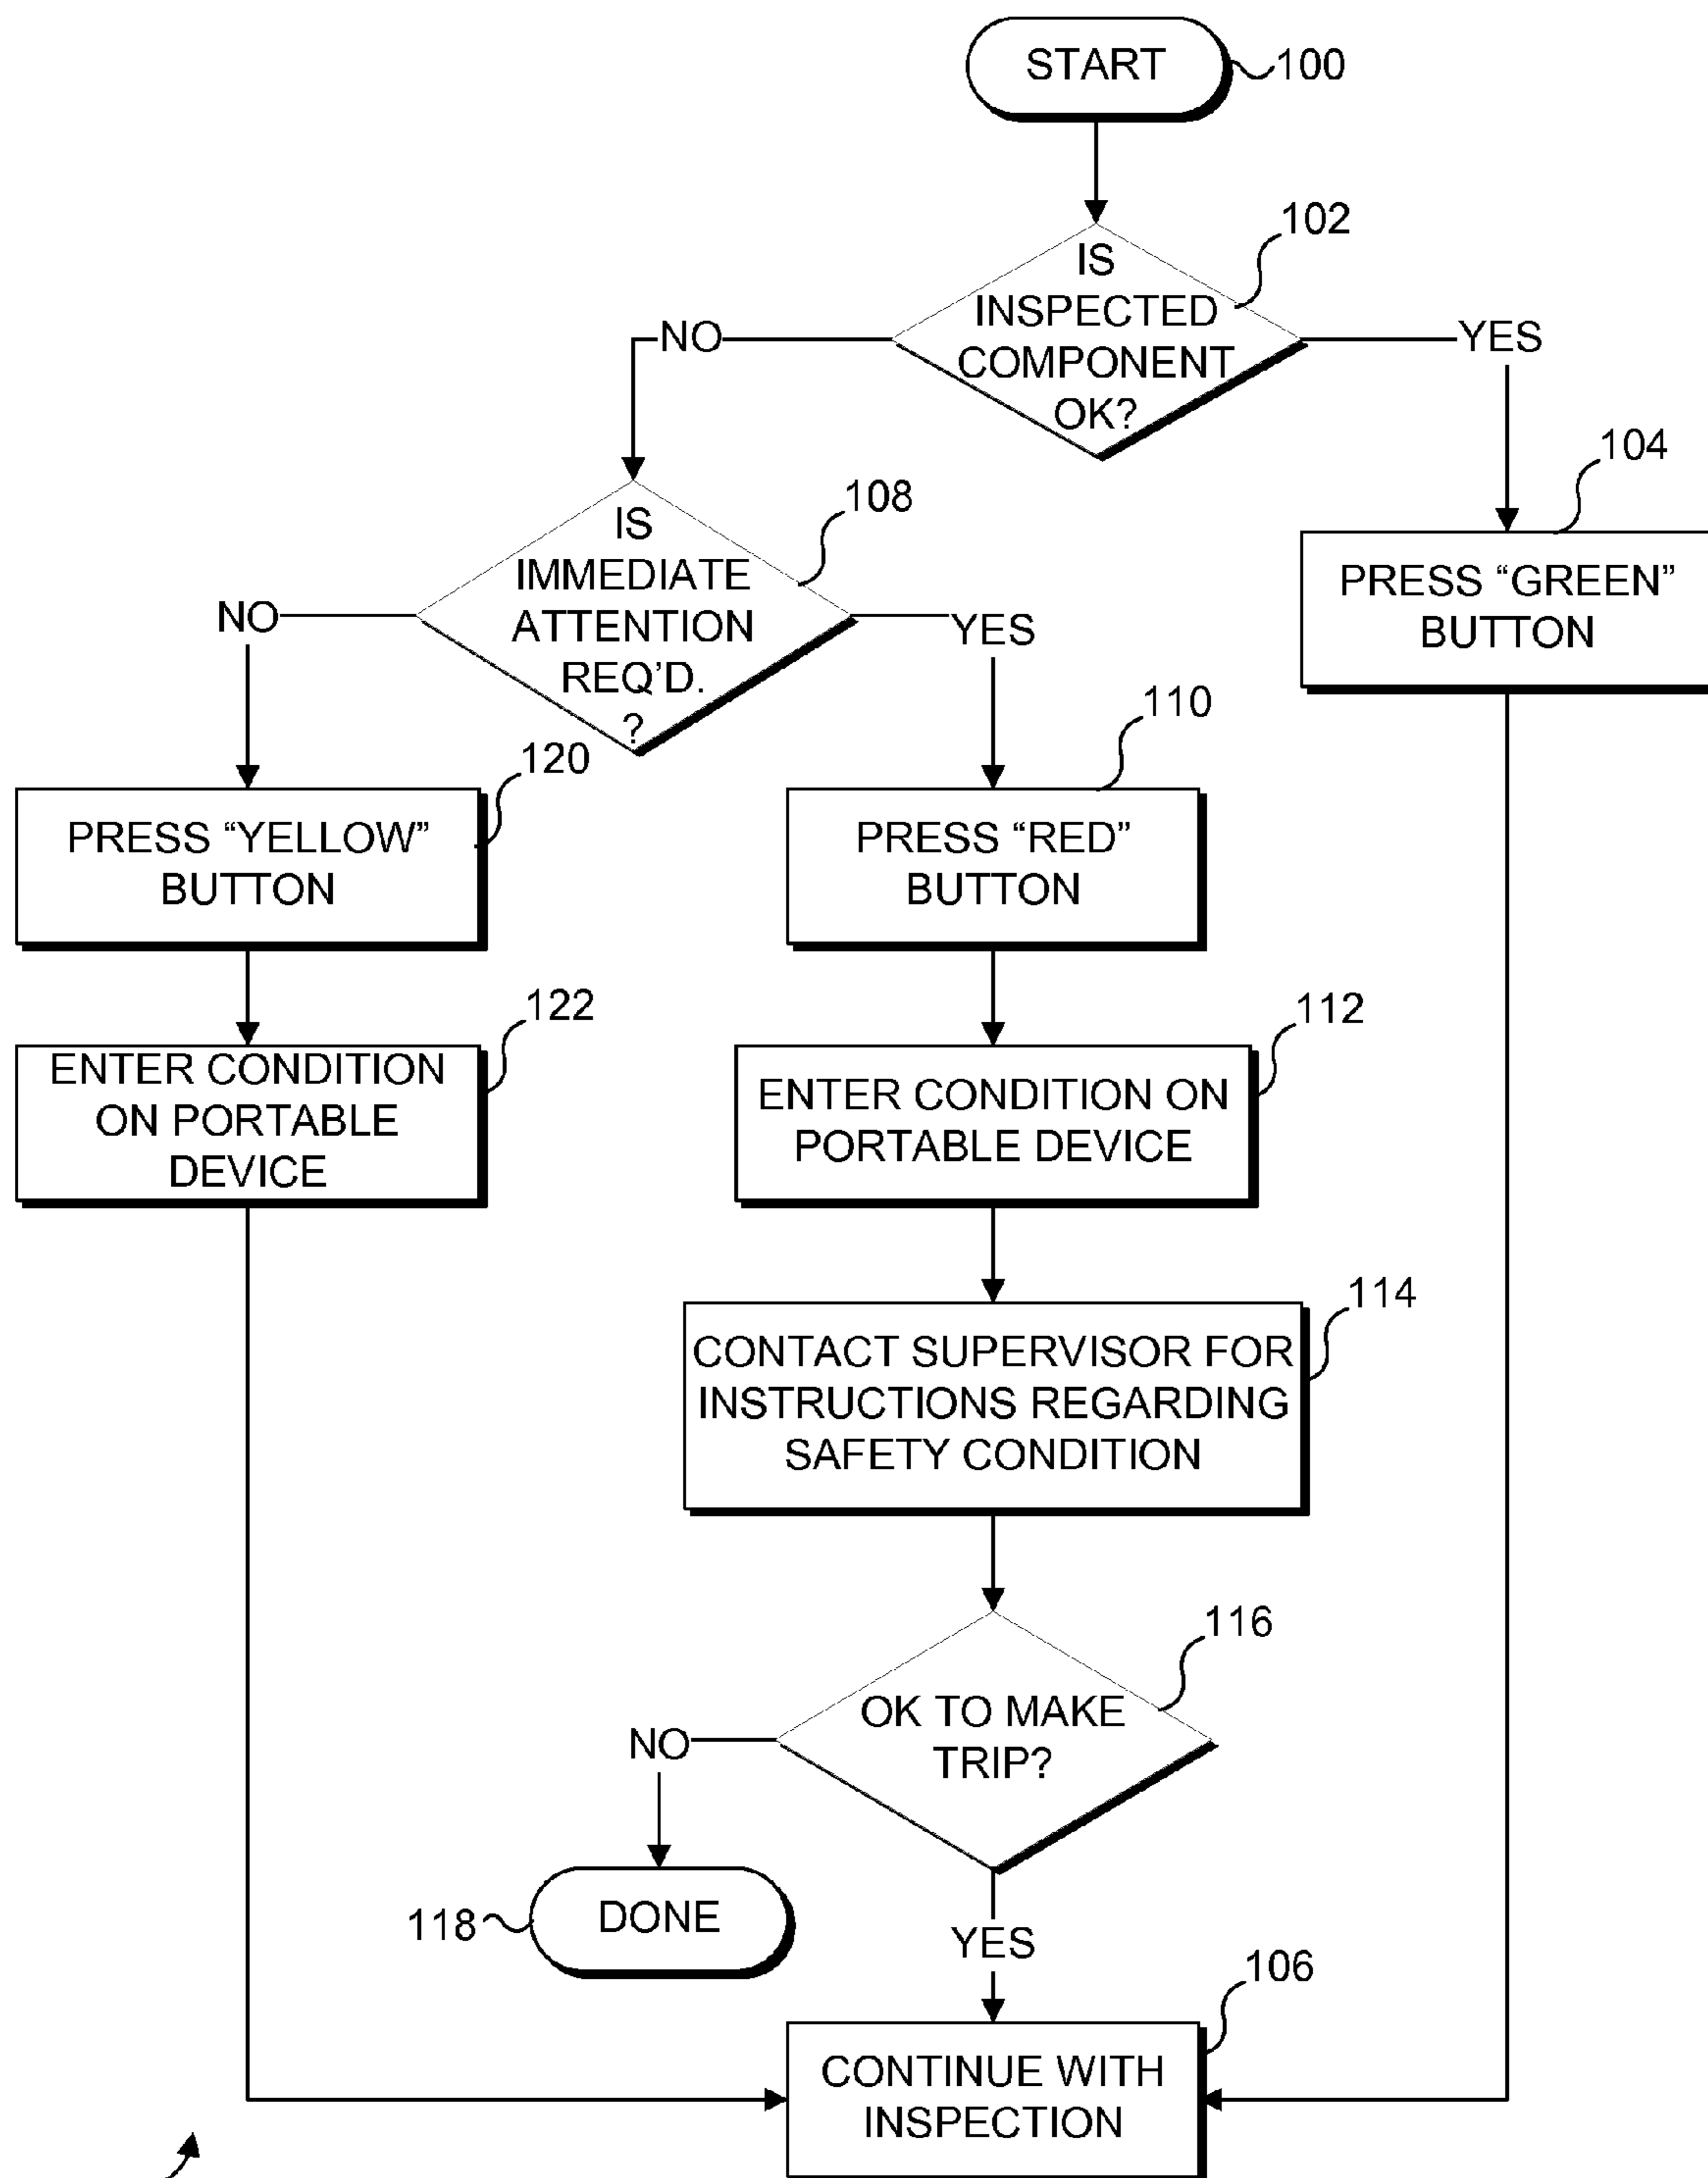 START
100
102
IS
INSPECTED
COMPONENT
OK?
NO
YES
104
PRESS “GREEN”
BUTTON
108
IS
IMMEDIATE
ATTENTION
REQ’D.
?
NO
YES
120
PRESS “YELLOW”
BUTTON
110
PRESS “RED”
BUTTON
122
ENTER CONDITION
ON PORTABLE
DEVICE
112
ENTER CONDITION ON
PORTABLE DEVICE
114
CONTACT SUPERVISOR FOR
INSTRUCTIONS REGARDING
SAFETY CONDITION
116
OK TO MAKE
TRIP?
NO
118
DONE
YES
106
CONTINUE WITH
INSPECTION